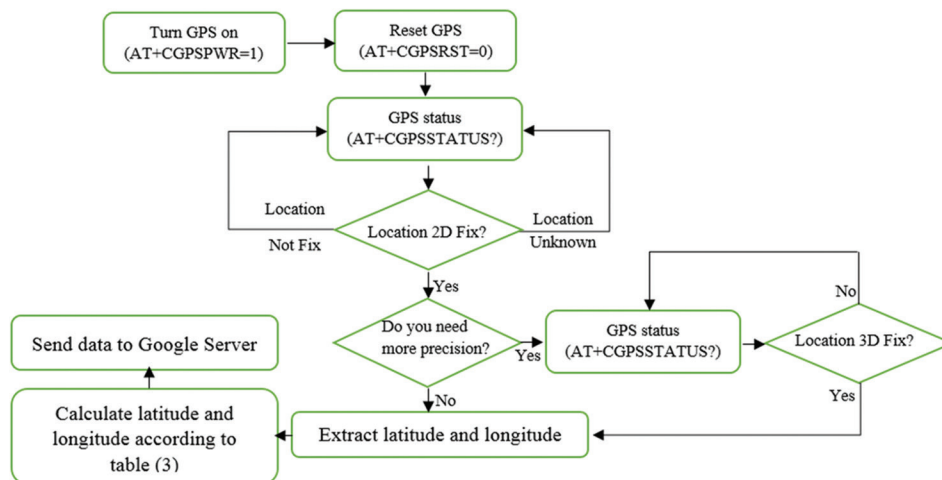 Turn GPS on
(AT+CGPSPWR=1)
Reset GPS
(AT+CGPSRST=0)
GPS status
(AT+CGPSSTATUS?)
Location
Not Fix
Location 2D Fix?
Location
Unknown
Yes
Do you need
more precision?
Yes
GPS status
(AT+CGPSSTATUS?)
No
Location 3D Fix?
Yes
No
Extract latitude and longitude
Calculate latitude and
longitude according to
table (3)
Send data to Google Server